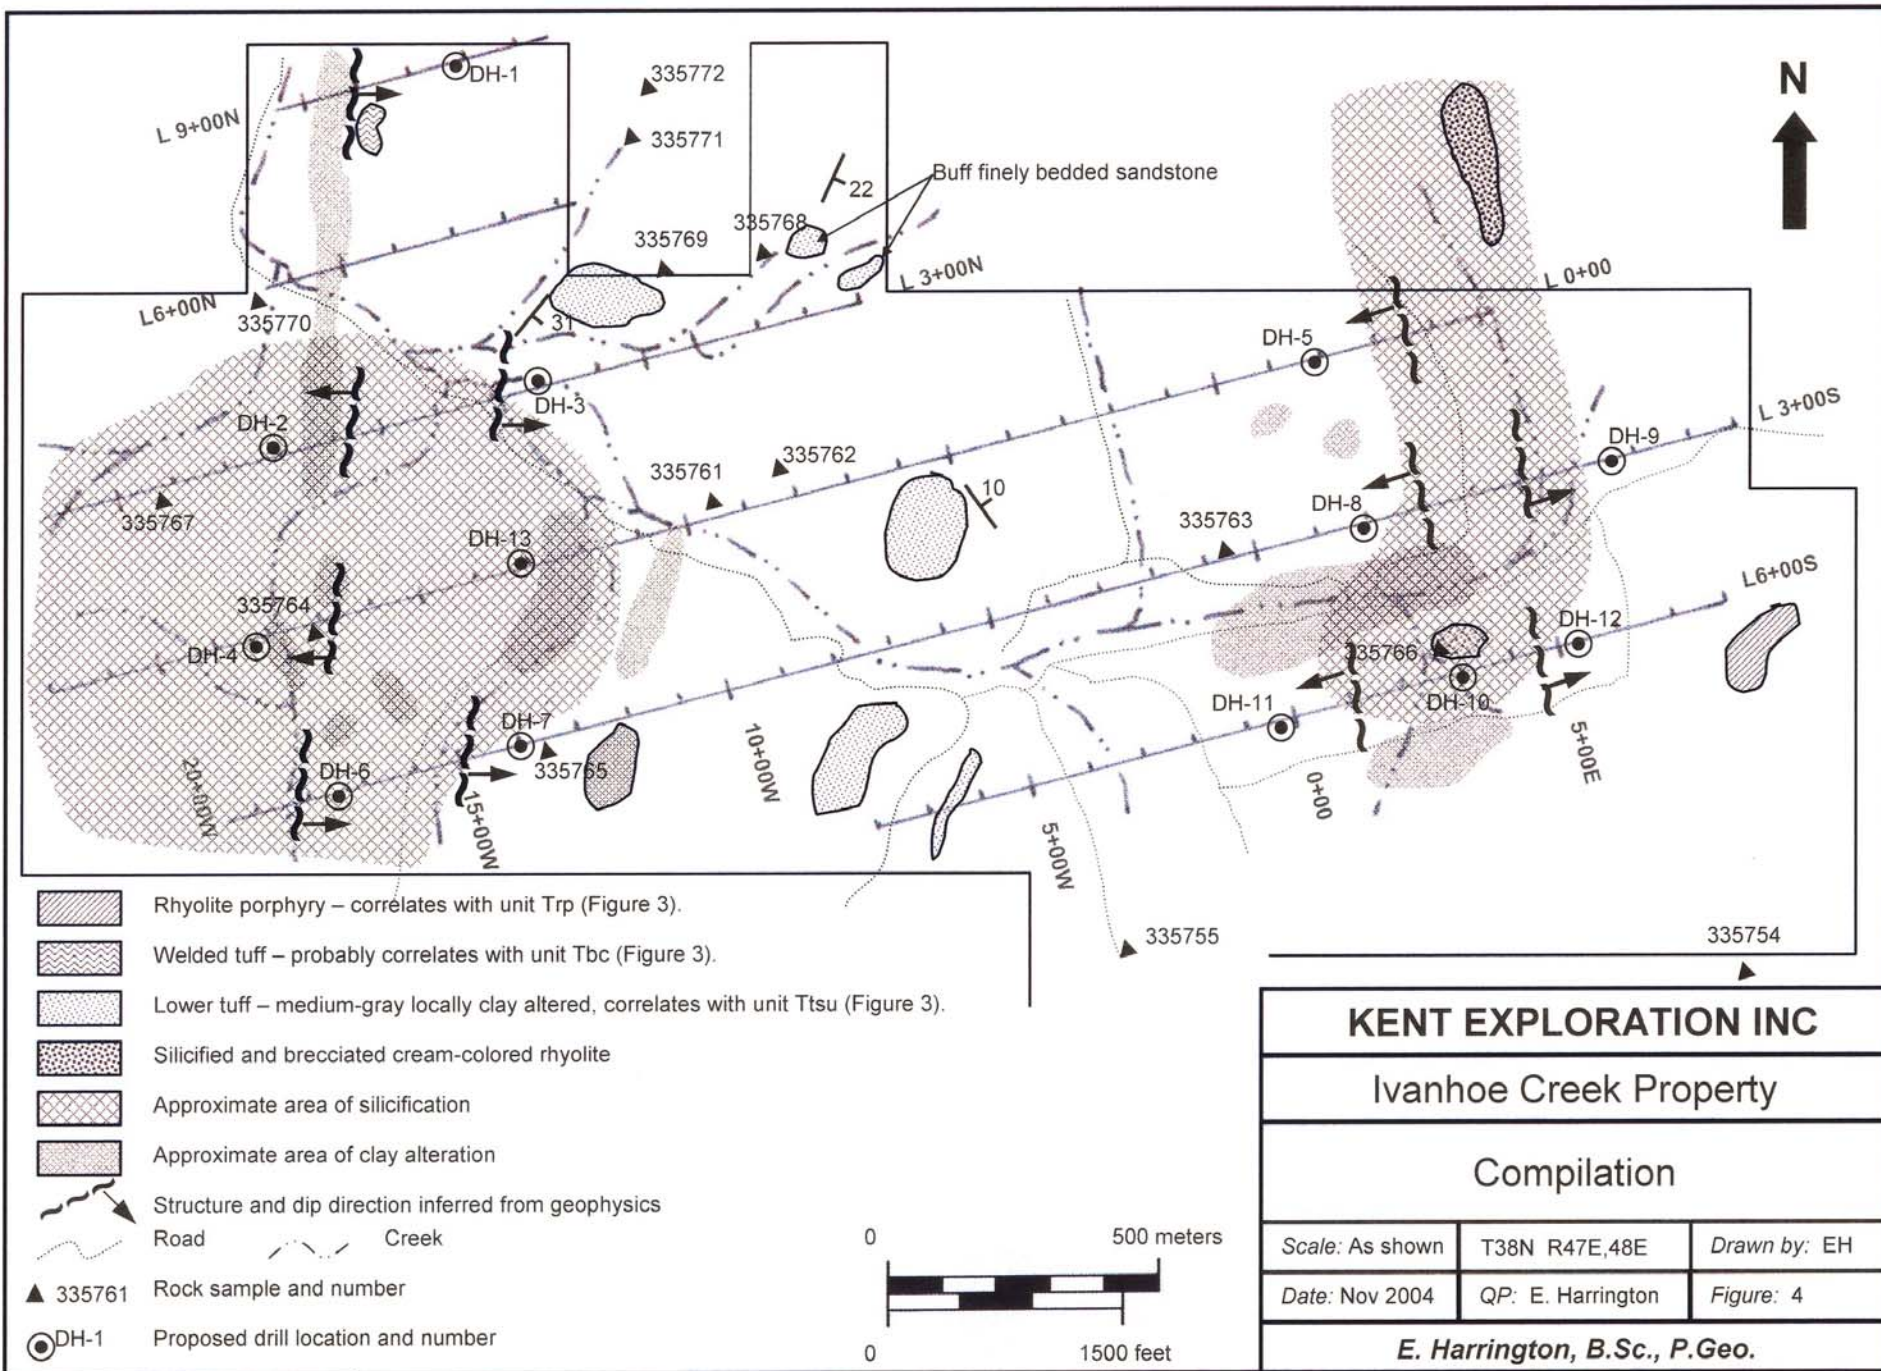 DH-1
335772
L 9+00N
335771
N
22
Buff finely bedded sandstone
335769
335768
L 3+00N
L 0+00
L6+00N
335770
31
DH-5
DH-3
DH-2
L 3+00S
DH-9
335761
335762
10
335767
DH-8
335763
DH-13
L6+00S
335764
DH-12
335766
DH-4
DH-10
DH-11
DH-7
335765
10+00W
5+00E
20+00W
DH-6
15+00W
0+00
5+00W
335755
335754
Rhyolite porphyry – correlates with unit Trp (Figure 3).
Welded tuff – probably correlates with unit Tbc (Figure 3).
Lower tuff – medium-gray locally clay altered, correlates with unit Ttsu (Figure 3).
Silicified and brecciated cream-colored rhyolite
Approximate area of silicification
Approximate area of clay alteration
Structure and dip direction inferred from geophysics
Road
Creek
335761 Rock sample and number
DH-1 Proposed drill location and number
0 500 meters
0 1500 feet
KENT EXPLORATION INC
Ivanhoe Creek Property
Compilation
Scale: As shown
T38N R47E,48E
Drawn by: EH
Date: Nov 2004
QP: E. Harrington
Figure: 4
E. Harrington, B.Sc., P.Geo.